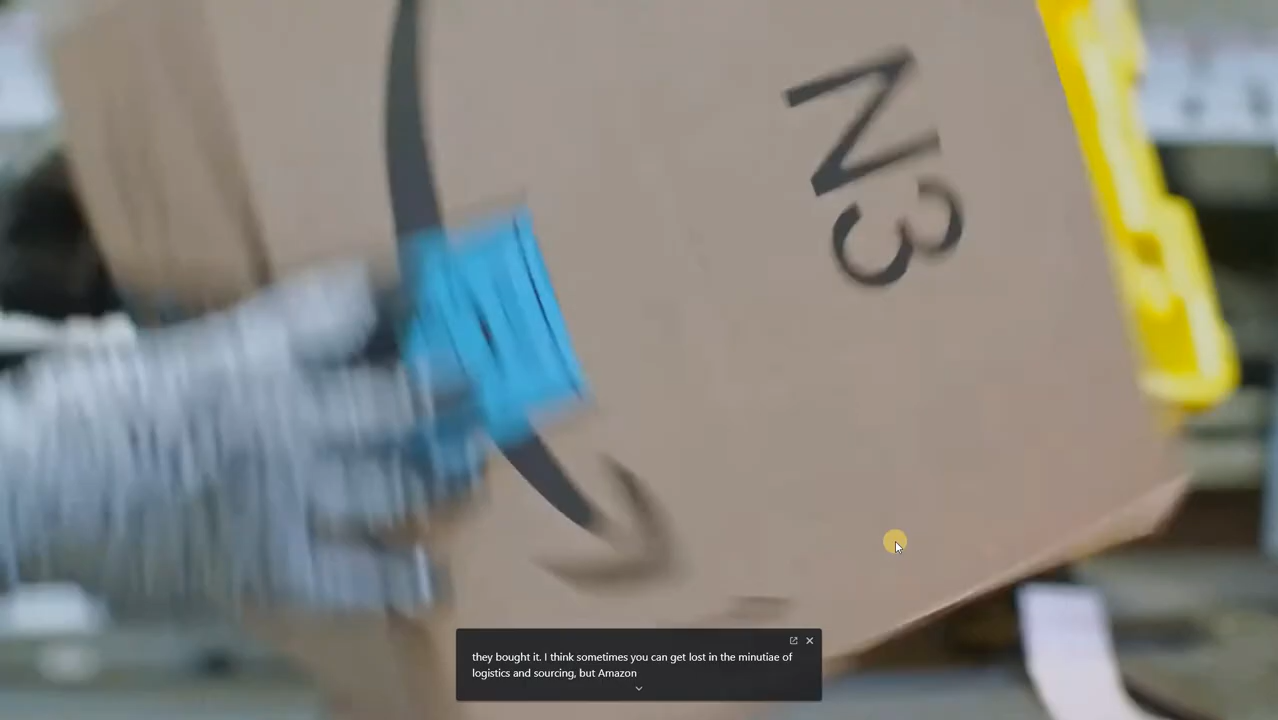 N3
they bought it. I think sometimes you can get lost in the minutiae of
logistics and sourcing, but Amazon